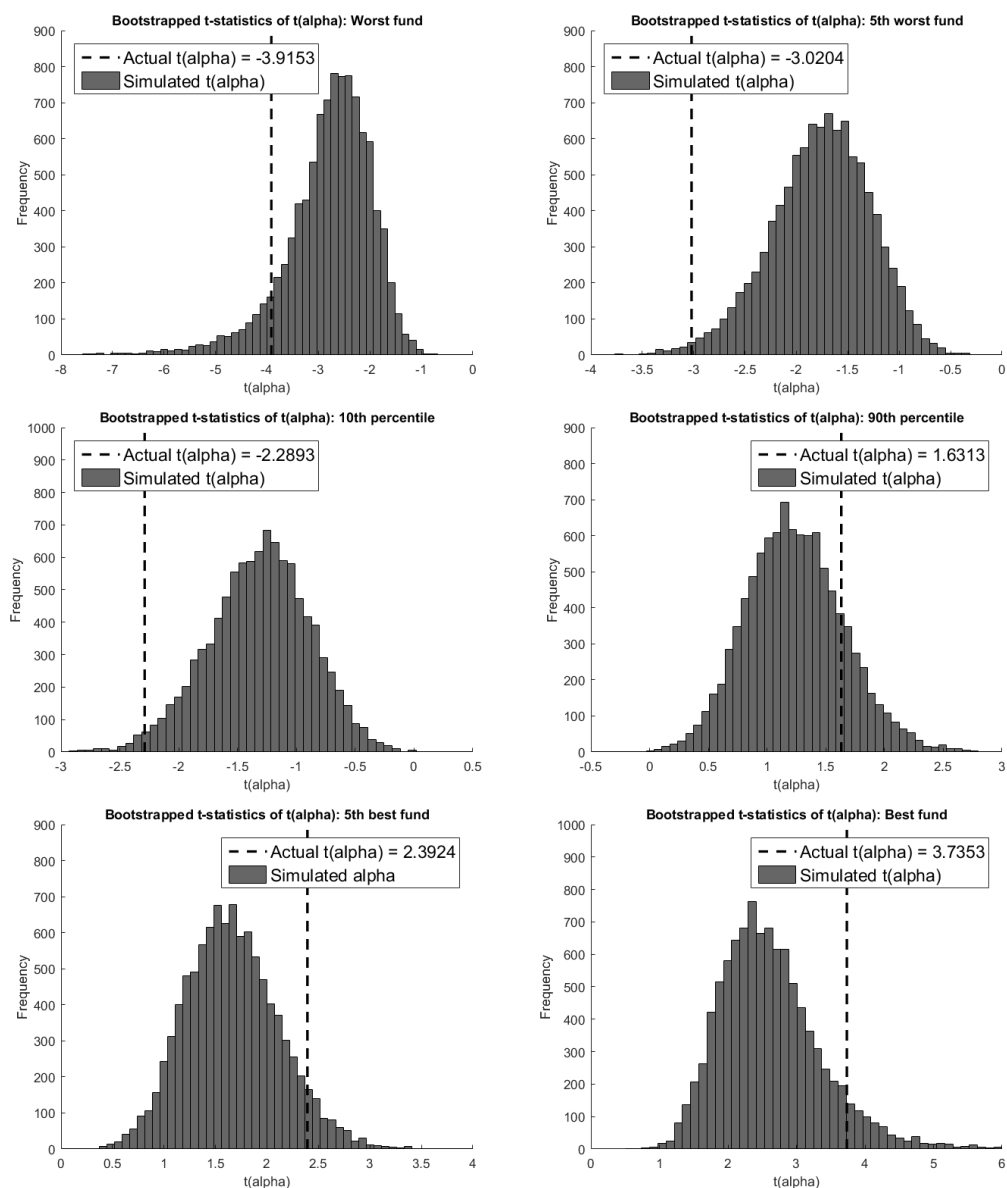 Bootstrapped t-statistics of t(alpha): Worst fund
900
800
700
600
500
400
300
200
100
0
Frequency
Actual t(alpha) = -3.9153
Simulated t(alpha)
-8 -7 -6 -5 -4 -3 -2 -1 0
t(alpha)
Bootstrapped t-statistics of t(alpha): 5th worst fund
900
800
700
600
500
400
300
200
100
0
Frequency
Actual t(alpha) = -3.0204
Simulated t(alpha)
-4 -3.5 -3 -2.5 -2 -1.5 -1 -0.5 0
t(alpha)
Bootstrapped t-statistics of t(alpha): 10th percentile
1000
900
800
700
600
500
400
300
200
100
0
Frequency
Actual t(alpha) = -2.2893
Simulated t(alpha)
-3 -2.5 -2 -1.5 -1 -0.5 0 0.5
t(alpha)
Bootstrapped t-statistics of t(alpha): 90th percentile
900
800
700
600
500
400
300
200
100
0
Frequency
Actual t(alpha) = 1.6313
Simulated t(alpha)
-0.5 0 0.5 1 1.5 2 2.5 3
t(alpha)
Bootstrapped t-statistics of t(alpha): 5th best fund
900
800
700
600
500
400
300
200
100
0
Frequency
Actual t(alpha) = 2.3924
Simulated alpha
0 0.5 1 1.5 2 2.5 3 3.5 4
t(alpha)
Bootstrapped t-statistics of t(alpha): Best fund
1000
900
800
700
600
500
400
300
200
100
0
Frequency
Actual t(alpha) = 3.7353
Simulated t(alpha)
0 1 2 3 4 5 6
t(alpha)